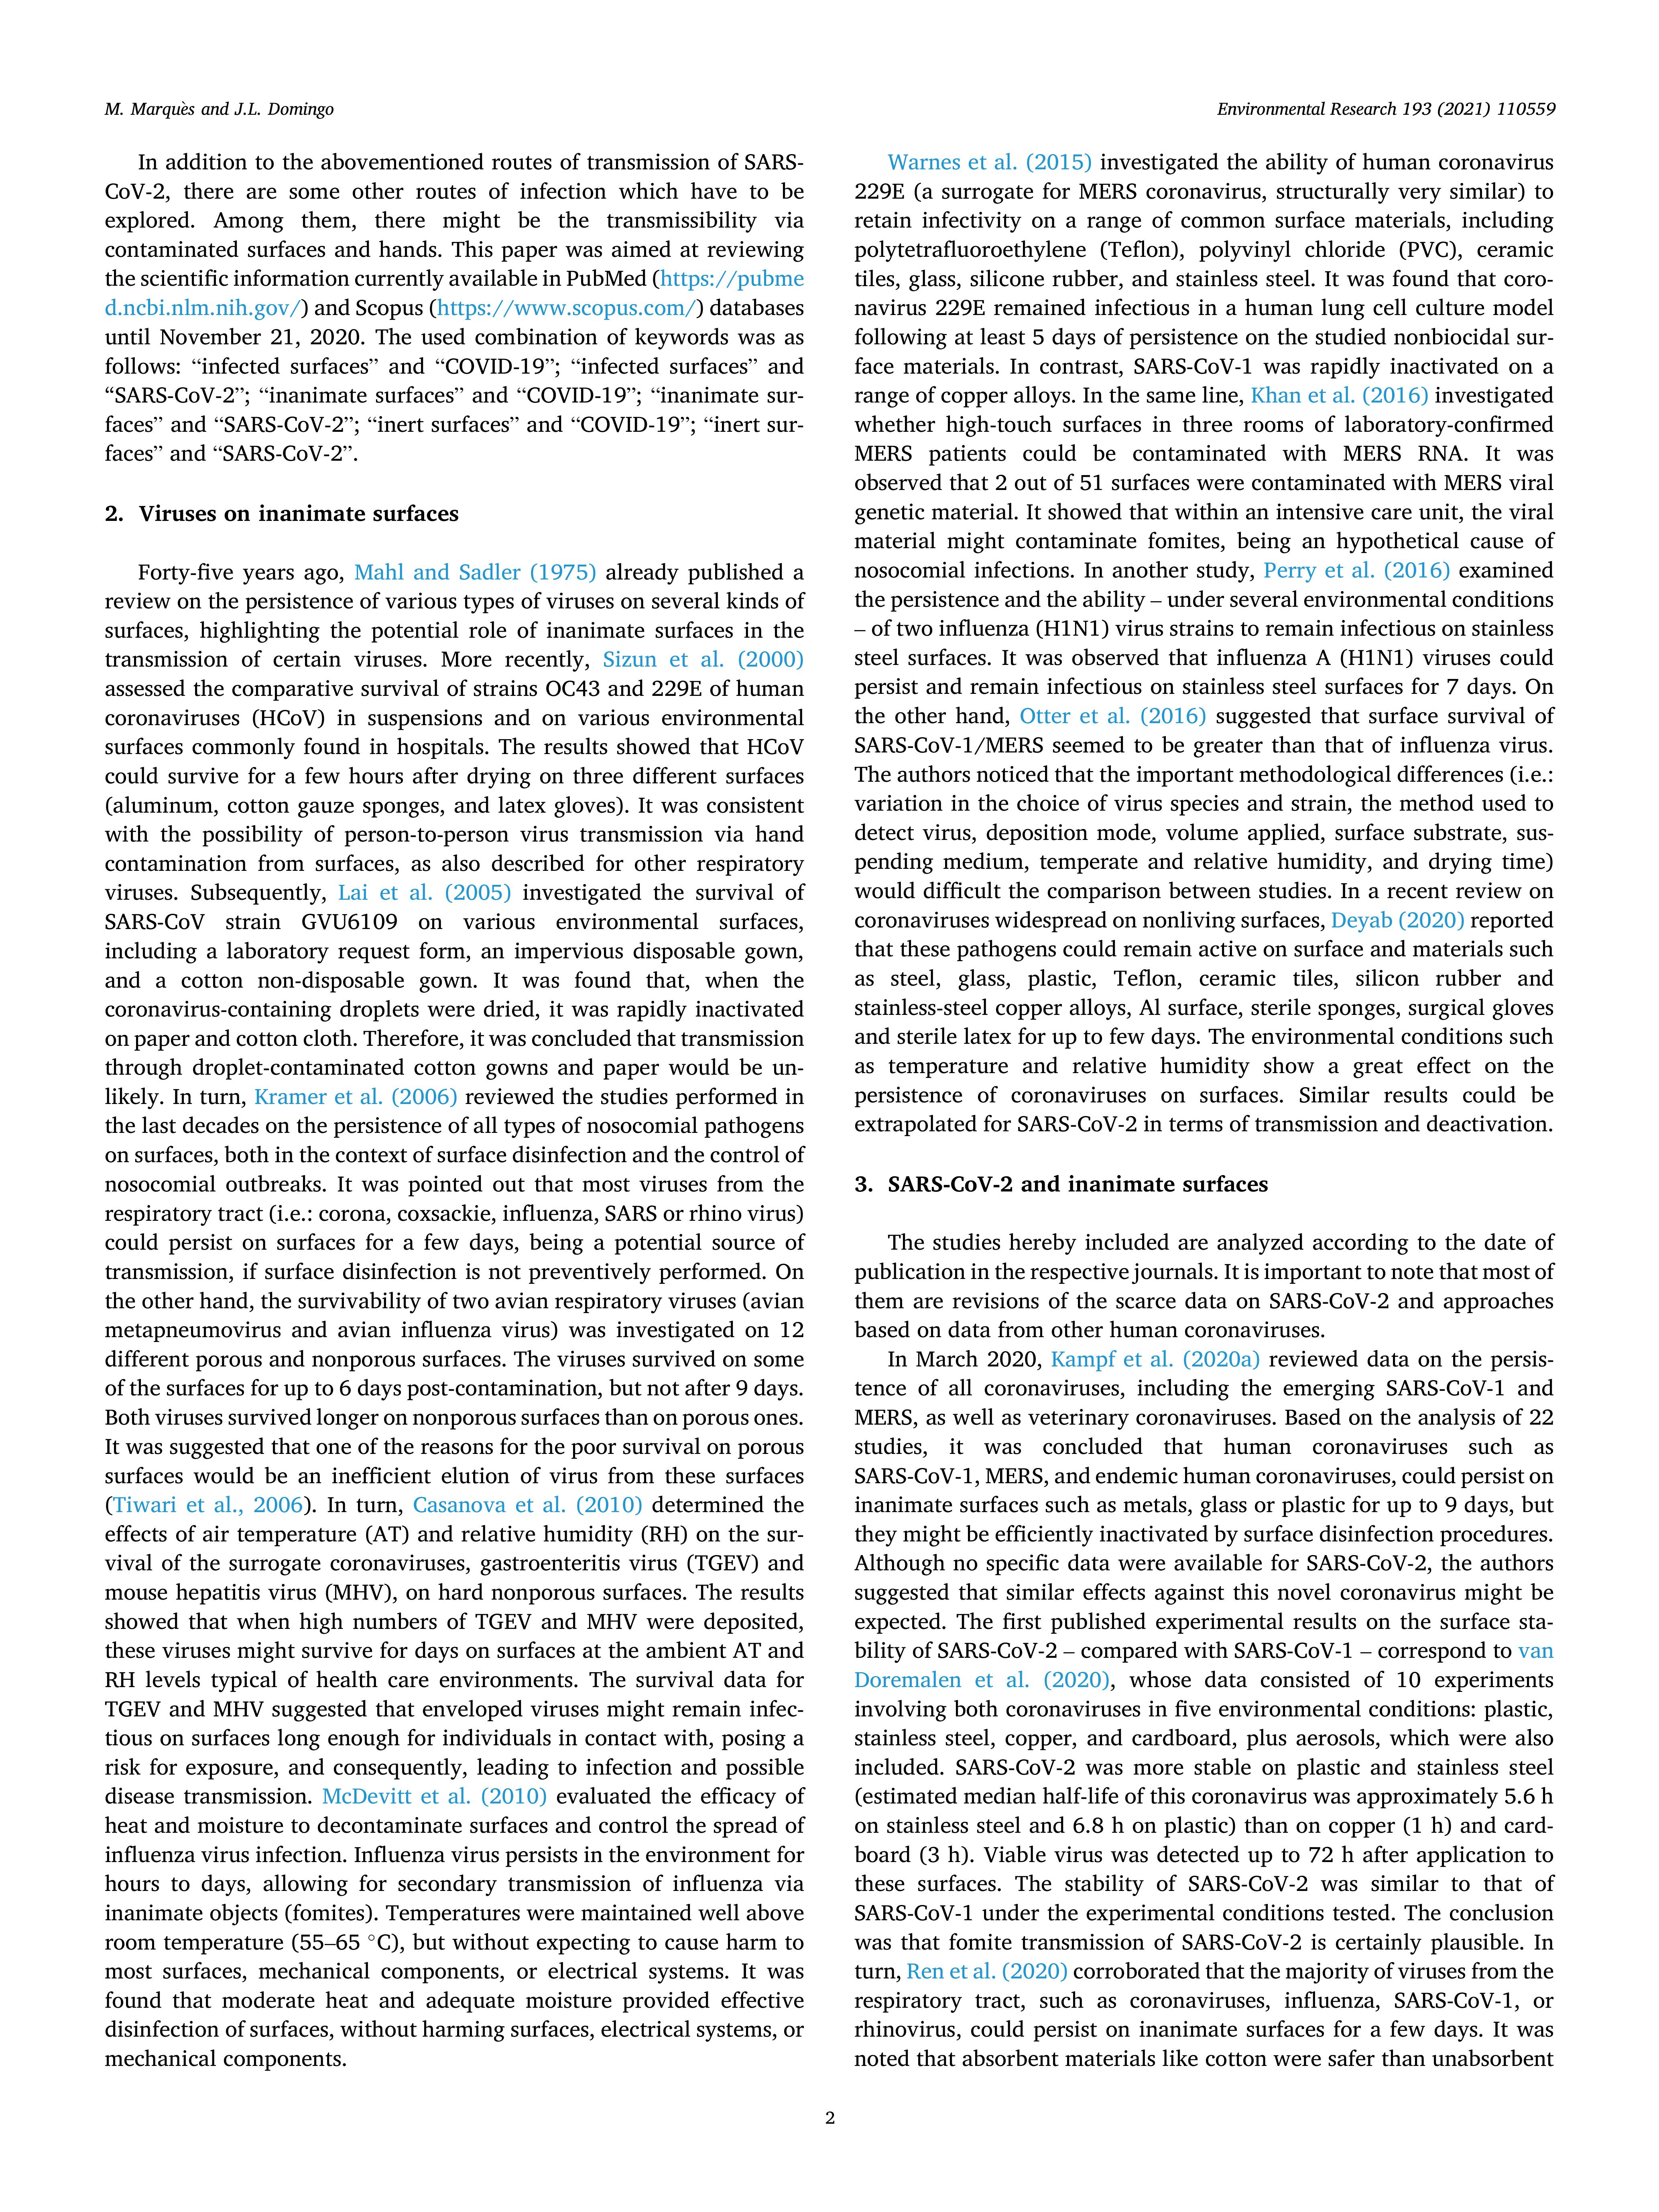 M. Marquès and J.L. Domingo
Environmental Research 193 (2021) 110559
In addition to the abovementioned routes of transmission of SARS-
CoV-2, there are some other routes of infection which have to be
explored. Among them, there might be the transmissibility via
contaminated surfaces and hands. This paper was aimed at reviewing
the scientific information currently available in PubMed (https://pubme
d.ncbi.nlm.nih.gov/) and Scopus (https://www.scopus.com/) databases
until November 21, 2020. The used combination of keywords was as
follows: “infected surfaces” and “COVID-19”; “infected surfaces” and
“SARS-CoV-2”; “inanimate surfaces” and “COVID-19”; “inanimate sur-
faces” and “SARS-CoV-2”; “inert surfaces” and “COVID-19”; “inert sur-
faces” and “SARS-CoV-2”.
2. Viruses on inanimate surfaces
Forty-five years ago, Mahl and Sadler (1975) already published a
review on the persistence of various types of viruses on several kinds of
surfaces, highlighting the potential role of inanimate surfaces in the
transmission of certain viruses. More recently, Sizun et al. (2000)
assessed the comparative survival of strains OC43 and 229E of human
coronaviruses (HCoV) in suspensions and on various environmental
surfaces commonly found in hospitals. The results showed that HCoV
could survive for a few hours after drying on three different surfaces
(aluminum, cotton gauze sponges, and latex gloves). It was consistent
with the possibility of person-to-person virus transmission via hand
contamination from surfaces, as also described for other respiratory
viruses. Subsequently, Lai et al. (2005) investigated the survival of
SARS-CoV strain GVU6109 on various environmental surfaces,
including a laboratory request form, an impervious disposable gown,
and a cotton non-disposable gown. It was found that, when the
coronavirus-containing droplets were dried, it was rapidly inactivated
on paper and cotton cloth. Therefore, it was concluded that transmission
through droplet-contaminated cotton gowns and paper would be un-
likely. In turn, Kramer et al. (2006) reviewed the studies performed in
the last decades on the persistence of all types of nosocomial pathogens
on surfaces, both in the context of surface disinfection and the control of
nosocomial outbreaks. It was pointed out that most viruses from the
respiratory tract (i.e.: corona, coxsackie, influenza, SARS or rhino virus)
could persist on surfaces for a few days, being a potential source of
transmission, if surface disinfection is not preventively performed. On
the other hand, the survivability of two avian respiratory viruses (avian
metapneumovirus and avian influenza virus) was investigated on 12
different porous and nonporous surfaces. The viruses survived on some
of the surfaces for up to 6 days post-contamination, but not after 9 days.
Both viruses survived longer on nonporous surfaces than on porous ones.
It was suggested that one of the reasons for the poor survival on porous
surfaces would be an inefficient elution of virus from these surfaces
(Tiwari et al., 2006). In turn, Casanova et al. (2010) determined the
effects of air temperature (AT) and relative humidity (RH) on the sur-
vival of the surrogate coronaviruses, gastroenteritis virus (TGEV) and
mouse hepatitis virus (MHV), on hard nonporous surfaces. The results
showed that when high numbers of TGEV and MHV were deposited,
these viruses might survive for days on surfaces at the ambient AT and
RH levels typical of health care environments. The survival data for
TGEV and MHV suggested that enveloped viruses might remain infec-
tious on surfaces long enough for individuals in contact with, posing a
risk for exposure, and consequently, leading to infection and possible
disease transmission. McDevitt et al. (2010) evaluated the efficacy of
heat and moisture to decontaminate surfaces and control the spread of
influenza virus infection. Influenza virus persists in the environment for
hours to days, allowing for secondary transmission of influenza via
inanimate objects (fomites). Temperatures were maintained well above
room temperature (55–65 °C), but without expecting to cause harm to
most surfaces, mechanical components, or electrical systems. It was
found that moderate heat and adequate moisture provided effective
disinfection of surfaces, without harming surfaces, electrical systems, or
mechanical components.
Warnes et al. (2015) investigated the ability of human coronavirus
229E (a surrogate for MERS coronavirus, structurally very similar) to
retain infectivity on a range of common surface materials, including
polytetrafluoroethylene (Teflon), polyvinyl chloride (PVC), ceramic
tiles, glass, silicone rubber, and stainless steel. It was found that coro-
navirus 229E remained infectious in a human lung cell culture model
following at least 5 days of persistence on the studied nonbiocidal sur-
face materials. In contrast, SARS-CoV-1 was rapidly inactivated on a
range of copper alloys. In the same line, Khan et al. (2016) investigated
whether high-touch surfaces in three rooms of laboratory-confirmed
MERS patients could be contaminated with MERS RNA. It was
observed that 2 out of 51 surfaces were contaminated with MERS viral
genetic material. It showed that within an intensive care unit, the viral
material might contaminate fomites, being an hypothetical cause of
nosocomial infections. In another study, Perry et al. (2016) examined
the persistence and the ability – under several environmental conditions
– of two influenza (H1N1) virus strains to remain infectious on stainless
steel surfaces. It was observed that influenza A (H1N1) viruses could
persist and remain infectious on stainless steel surfaces for 7 days. On
the other hand, Otter et al. (2016) suggested that surface survival of
SARS-CoV-1/MERS seemed to be greater than that of influenza virus.
The authors noticed that the important methodological differences (i.e.:
variation in the choice of virus species and strain, the method used to
detect virus, deposition mode, volume applied, surface substrate, sus-
pending medium, temperate and relative humidity, and drying time)
would difficult the comparison between studies. In a recent review on
coronaviruses widespread on nonliving surfaces, Deyab (2020) reported
that these pathogens could remain active on surface and materials such
as steel, glass, plastic, Teflon, ceramic tiles, silicon rubber and
stainless-steel copper alloys, Al surface, sterile sponges, surgical gloves
and sterile latex for up to few days. The environmental conditions such
as temperature and relative humidity show a great effect on the
persistence of coronaviruses on surfaces. Similar results could be
extrapolated for SARS-CoV-2 in terms of transmission and deactivation.
3. SARS-CoV-2 and inanimate surfaces
The studies hereby included are analyzed according to the date of
publication in the respective journals. It is important to note that most of
them are revisions of the scarce data on SARS-CoV-2 and approaches
based on data from other human coronaviruses.
In March 2020, Kampf et al. (2020a) reviewed data on the persis-
tence of all coronaviruses, including the emerging SARS-CoV-1 and
MERS, as well as veterinary coronaviruses. Based on the analysis of 22
studies, it was concluded that human coronaviruses such as
SARS-CoV-1, MERS, and endemic human coronaviruses, could persist on
inanimate surfaces such as metals, glass or plastic for up to 9 days, but
they might be efficiently inactivated by surface disinfection procedures.
Although no specific data were available for SARS-CoV-2, the authors
suggested that similar effects against this novel coronavirus might be
expected. The first published experimental results on the surface sta-
bility of SARS-CoV-2 – compared with SARS-CoV-1 – correspond to van
Doremalen et al. (2020), whose data consisted of 10 experiments
involving both coronaviruses in five environmental conditions: plastic,
stainless steel, copper, and cardboard, plus aerosols, which were also
included. SARS-CoV-2 was more stable on plastic and stainless steel
(estimated median half-life of this coronavirus was approximately 5.6 h
on stainless steel and 6.8 h on plastic) than on copper (1 h) and card-
board (3 h). Viable virus was detected up to 72 h after application to
these surfaces. The stability of SARS-CoV-2 was similar to that of
SARS-CoV-1 under the experimental conditions tested. The conclusion
was that fomite transmission of SARS-CoV-2 is certainly plausible. In
turn, Ren et al. (2020) corroborated that the majority of viruses from the
respiratory tract, such as coronaviruses, influenza, SARS-CoV-1, or
rhinovirus, could persist on inanimate surfaces for a few days. It was
noted that absorbent materials like cotton were safer than unabsorbent
2